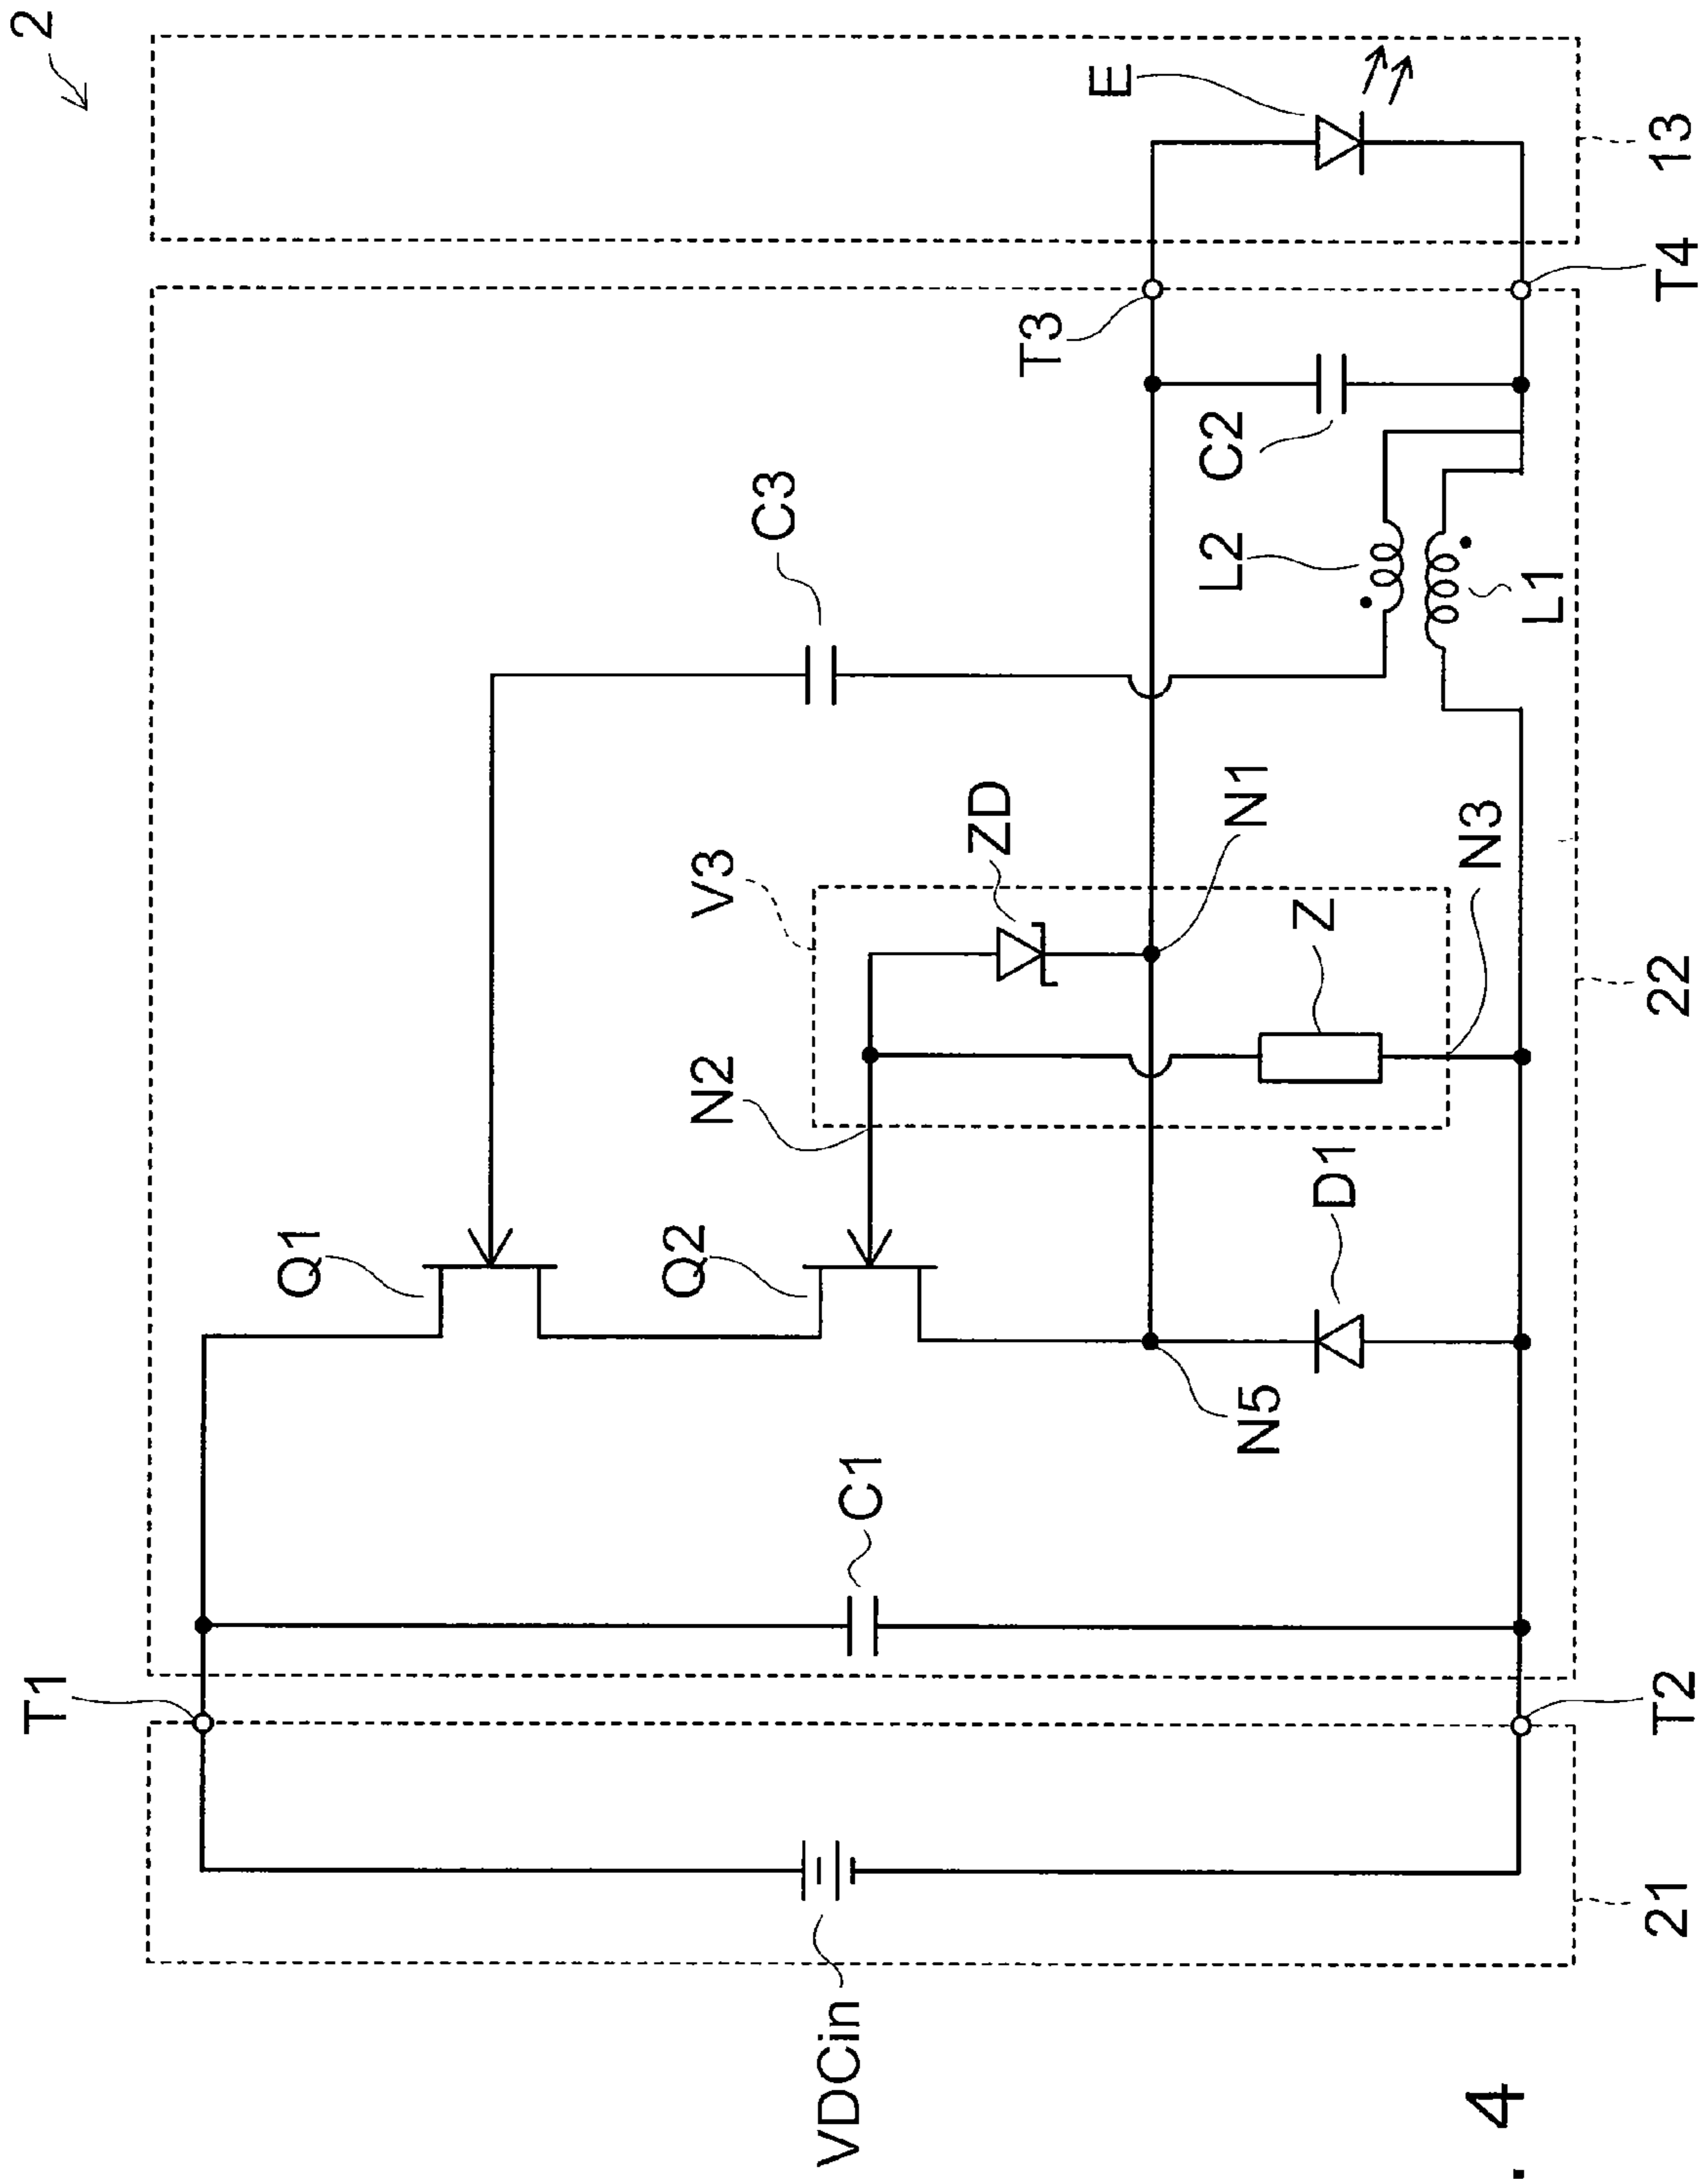 2
T1
T2
T3
T4
VDCin
21
C1
Q1
Q2
N2
V3
ZD
N1
Z
N3
D1
N5
C3
L2
L1
C2
E
13
22
. 4